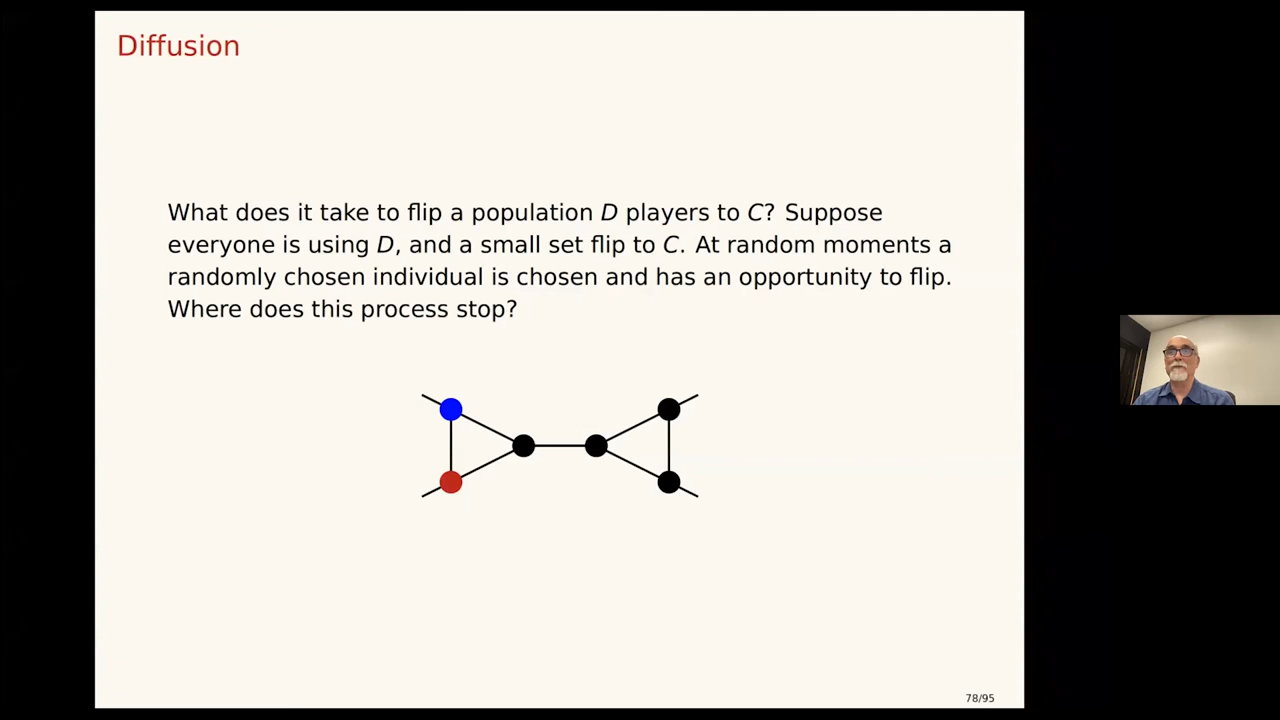 Diffusion
What does it take to flip a population D players to C? Suppose
everyone is using D, and a small set flip to C. At random moments a
randomly chosen individual is chosen and has an opportunity to flip.
Where does this process stop?
78/95